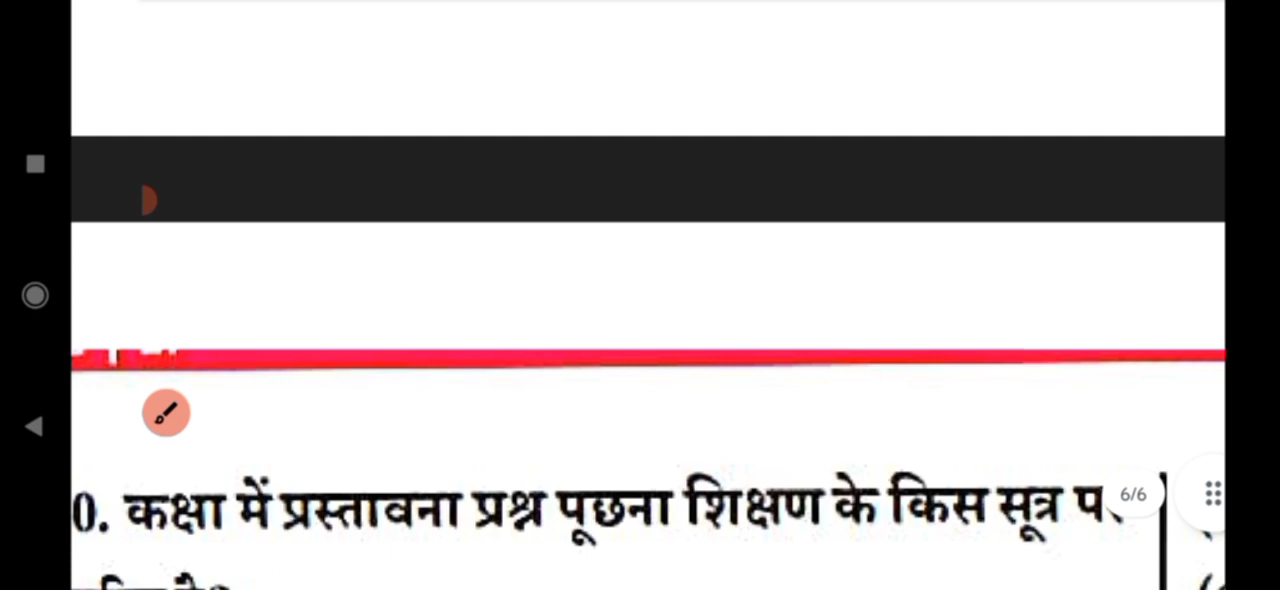 6/6
0. कक्षा में प्रस्तावना प्रश्न पूछना शिक्षण के किस सूत्र